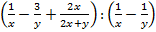 (1/x − 3/y + 2x/(2x+y)) : (1/x − 1/y)